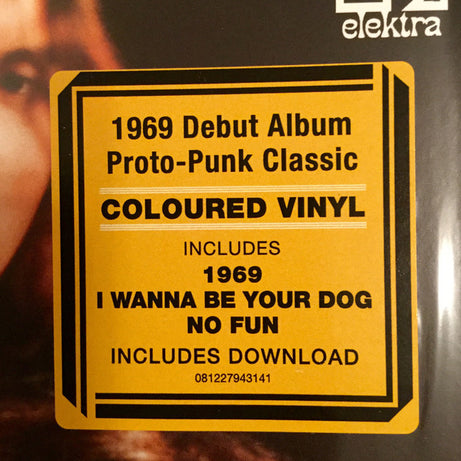 elektra
1969 Debut Album
Proto-Punk Classic
COLOURED VINYL
INCLUDES
1969
I WANNA BE YOUR DOG
NO FUN
INCLUDES DOWNLOAD
081227943141